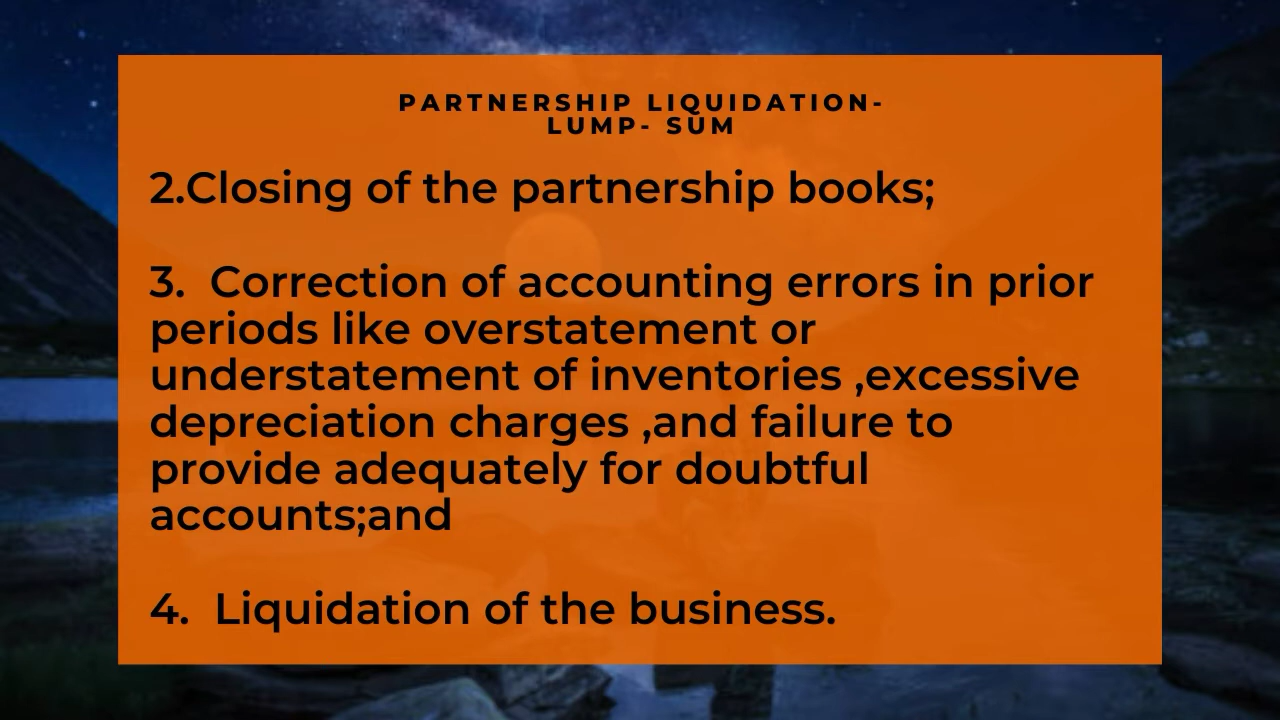 PARTNERSHIP LIQUIDATION-
LUMP- SUM
2.Closing of the partnership books;
3.  Correction of accounting errors in prior
periods like overstatement or
understatement of inventories ,excessive
depreciation charges ,and failure to
provide adequately for doubtful
accounts;and
4.  Liquidation of the business.